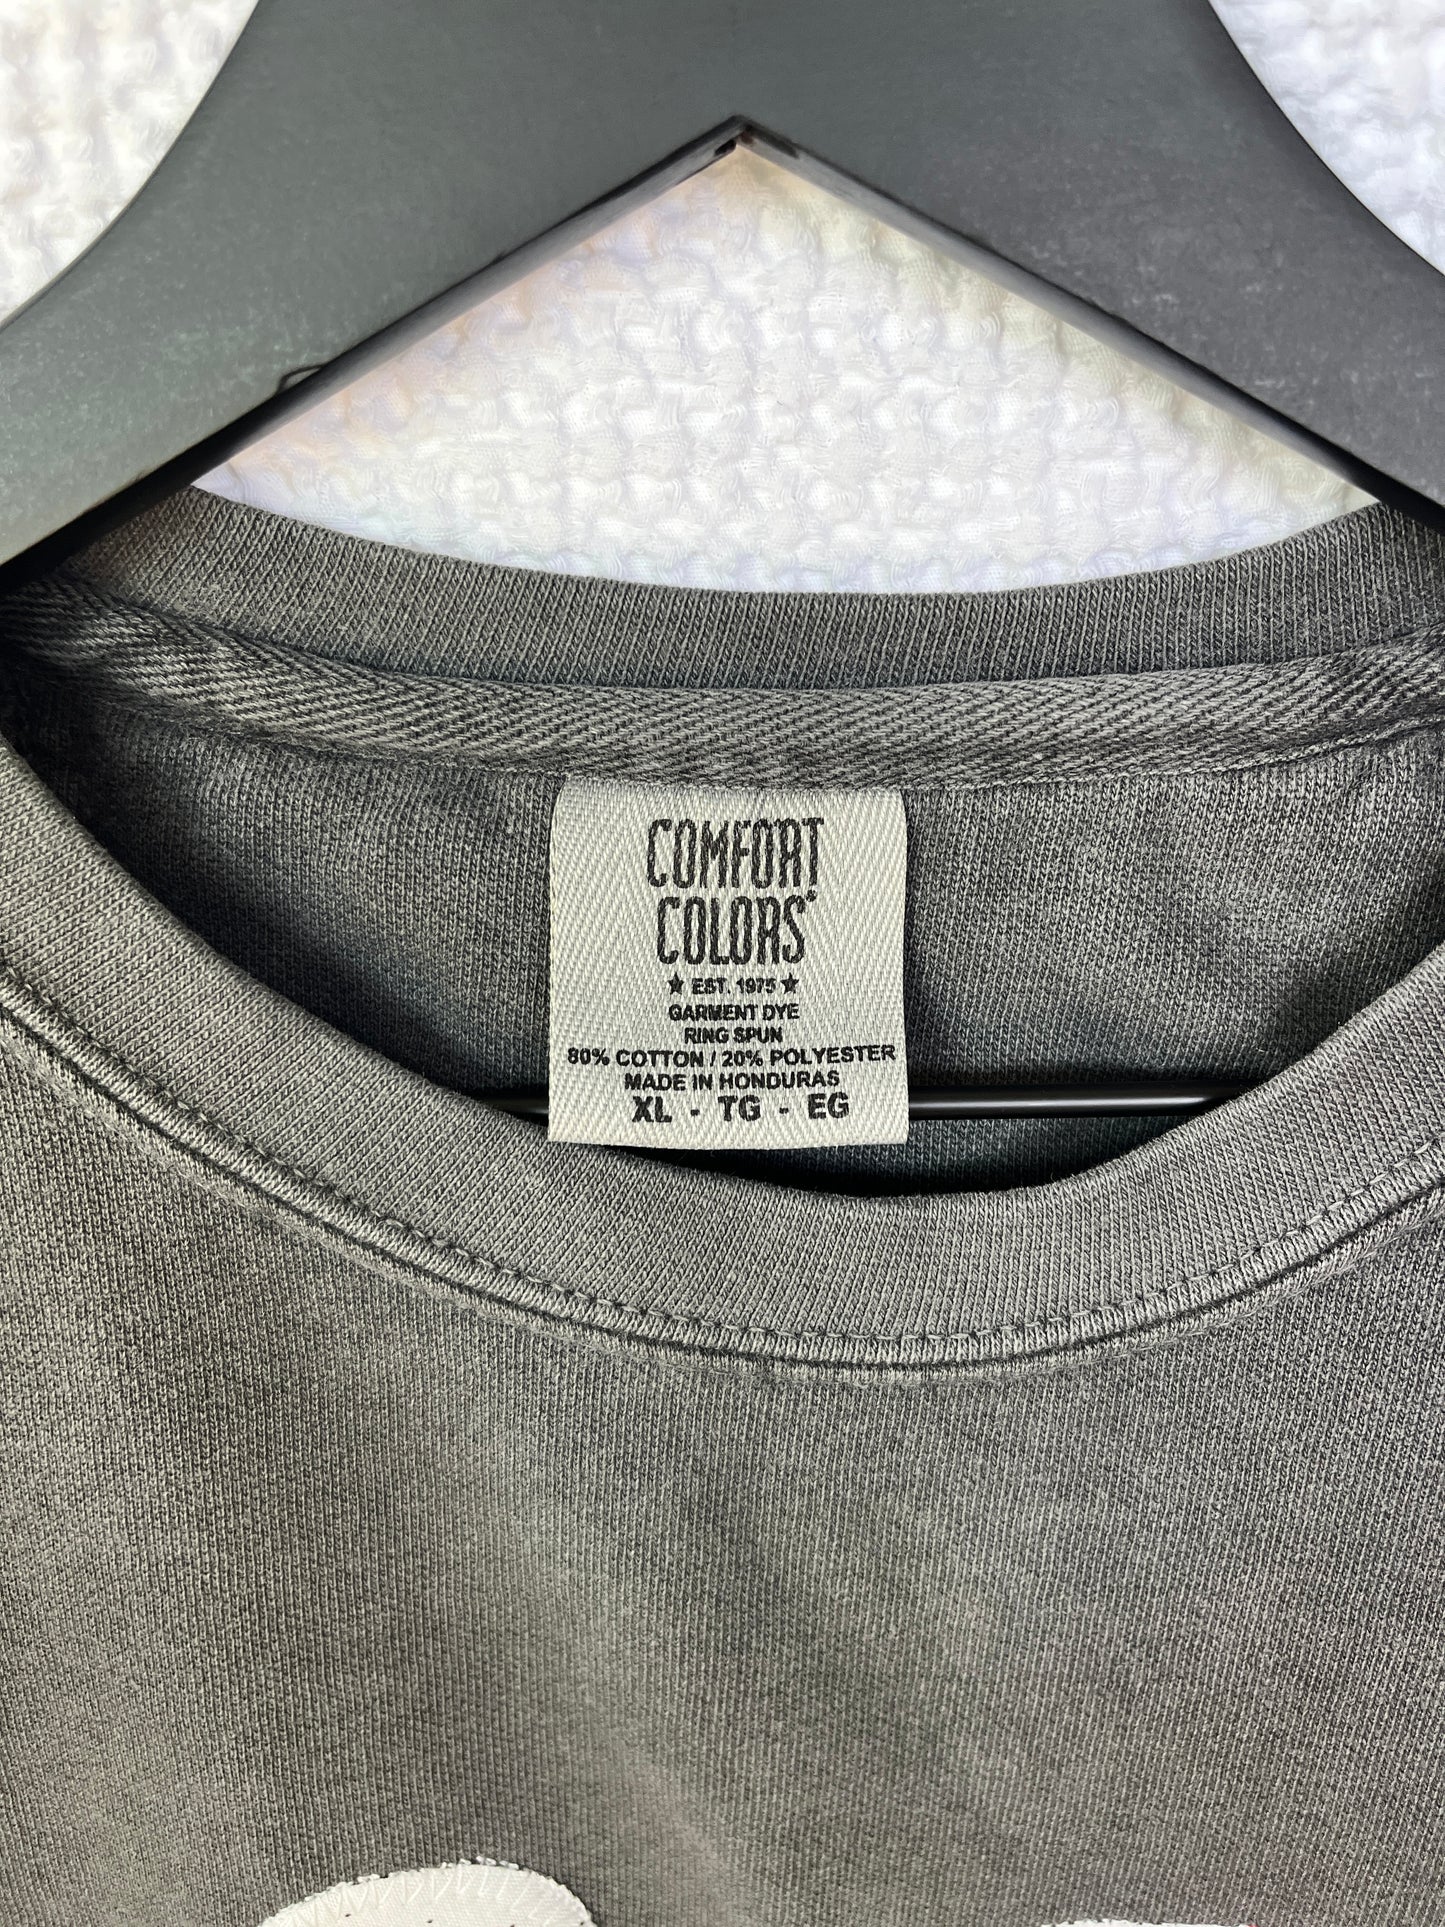 COMFORT
COLORS®
★ EST. 1975 ★
GARMENT DYE
RING SPUN
80% COTTON / 20% POLYESTER
MADE IN HONDURAS
XL - TG - EG